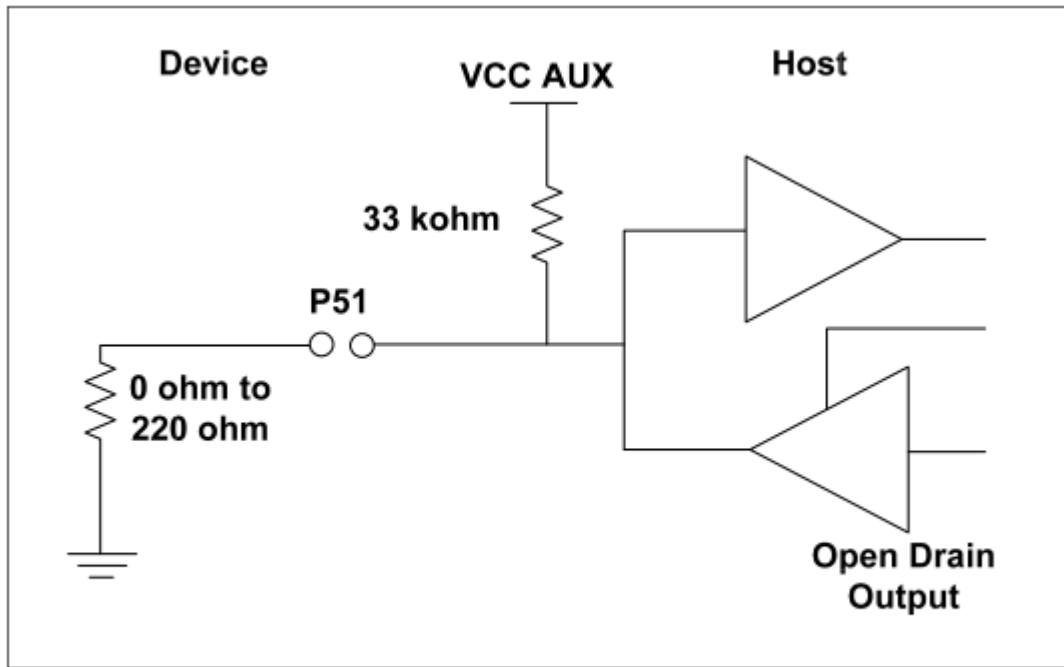 Device
VCC AUX
Host
33 kohm
P51
0 ohm to
220 ohm
Open Drain
Output